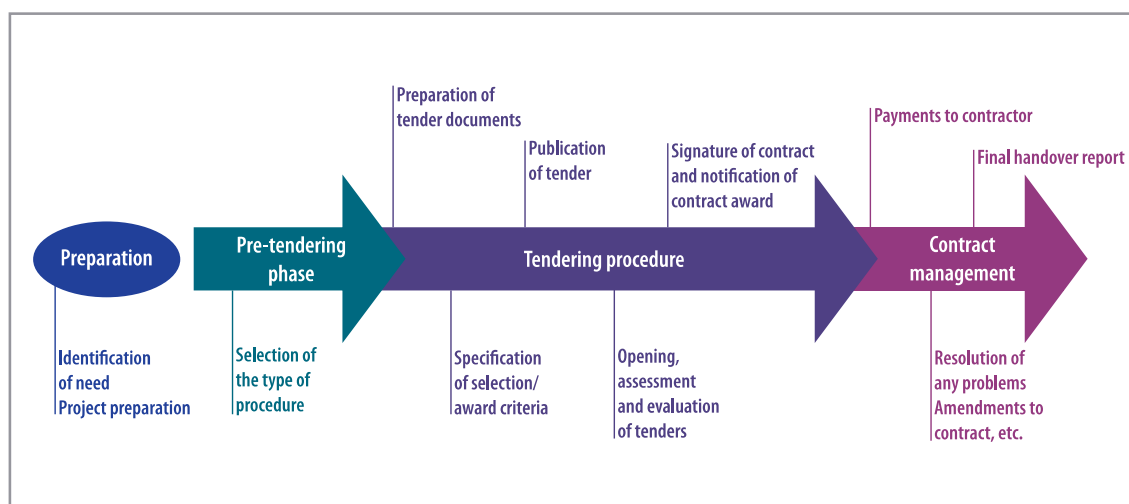 Preparation of
tender documents
Publication
of tender
Signature of contract
and notification of
contract award
Payments to contractor
Final handover report
Preparation
Pre-tendering
phase
Tendering procedure
Contract
management
Identification
of need
Project preparation
Selection of
the type of
procedure
Specification
of selection/
award criteria
Opening,
assessment
and evaluation
of tenders
Resolution of
any problems
Amendments to
contract, etc.